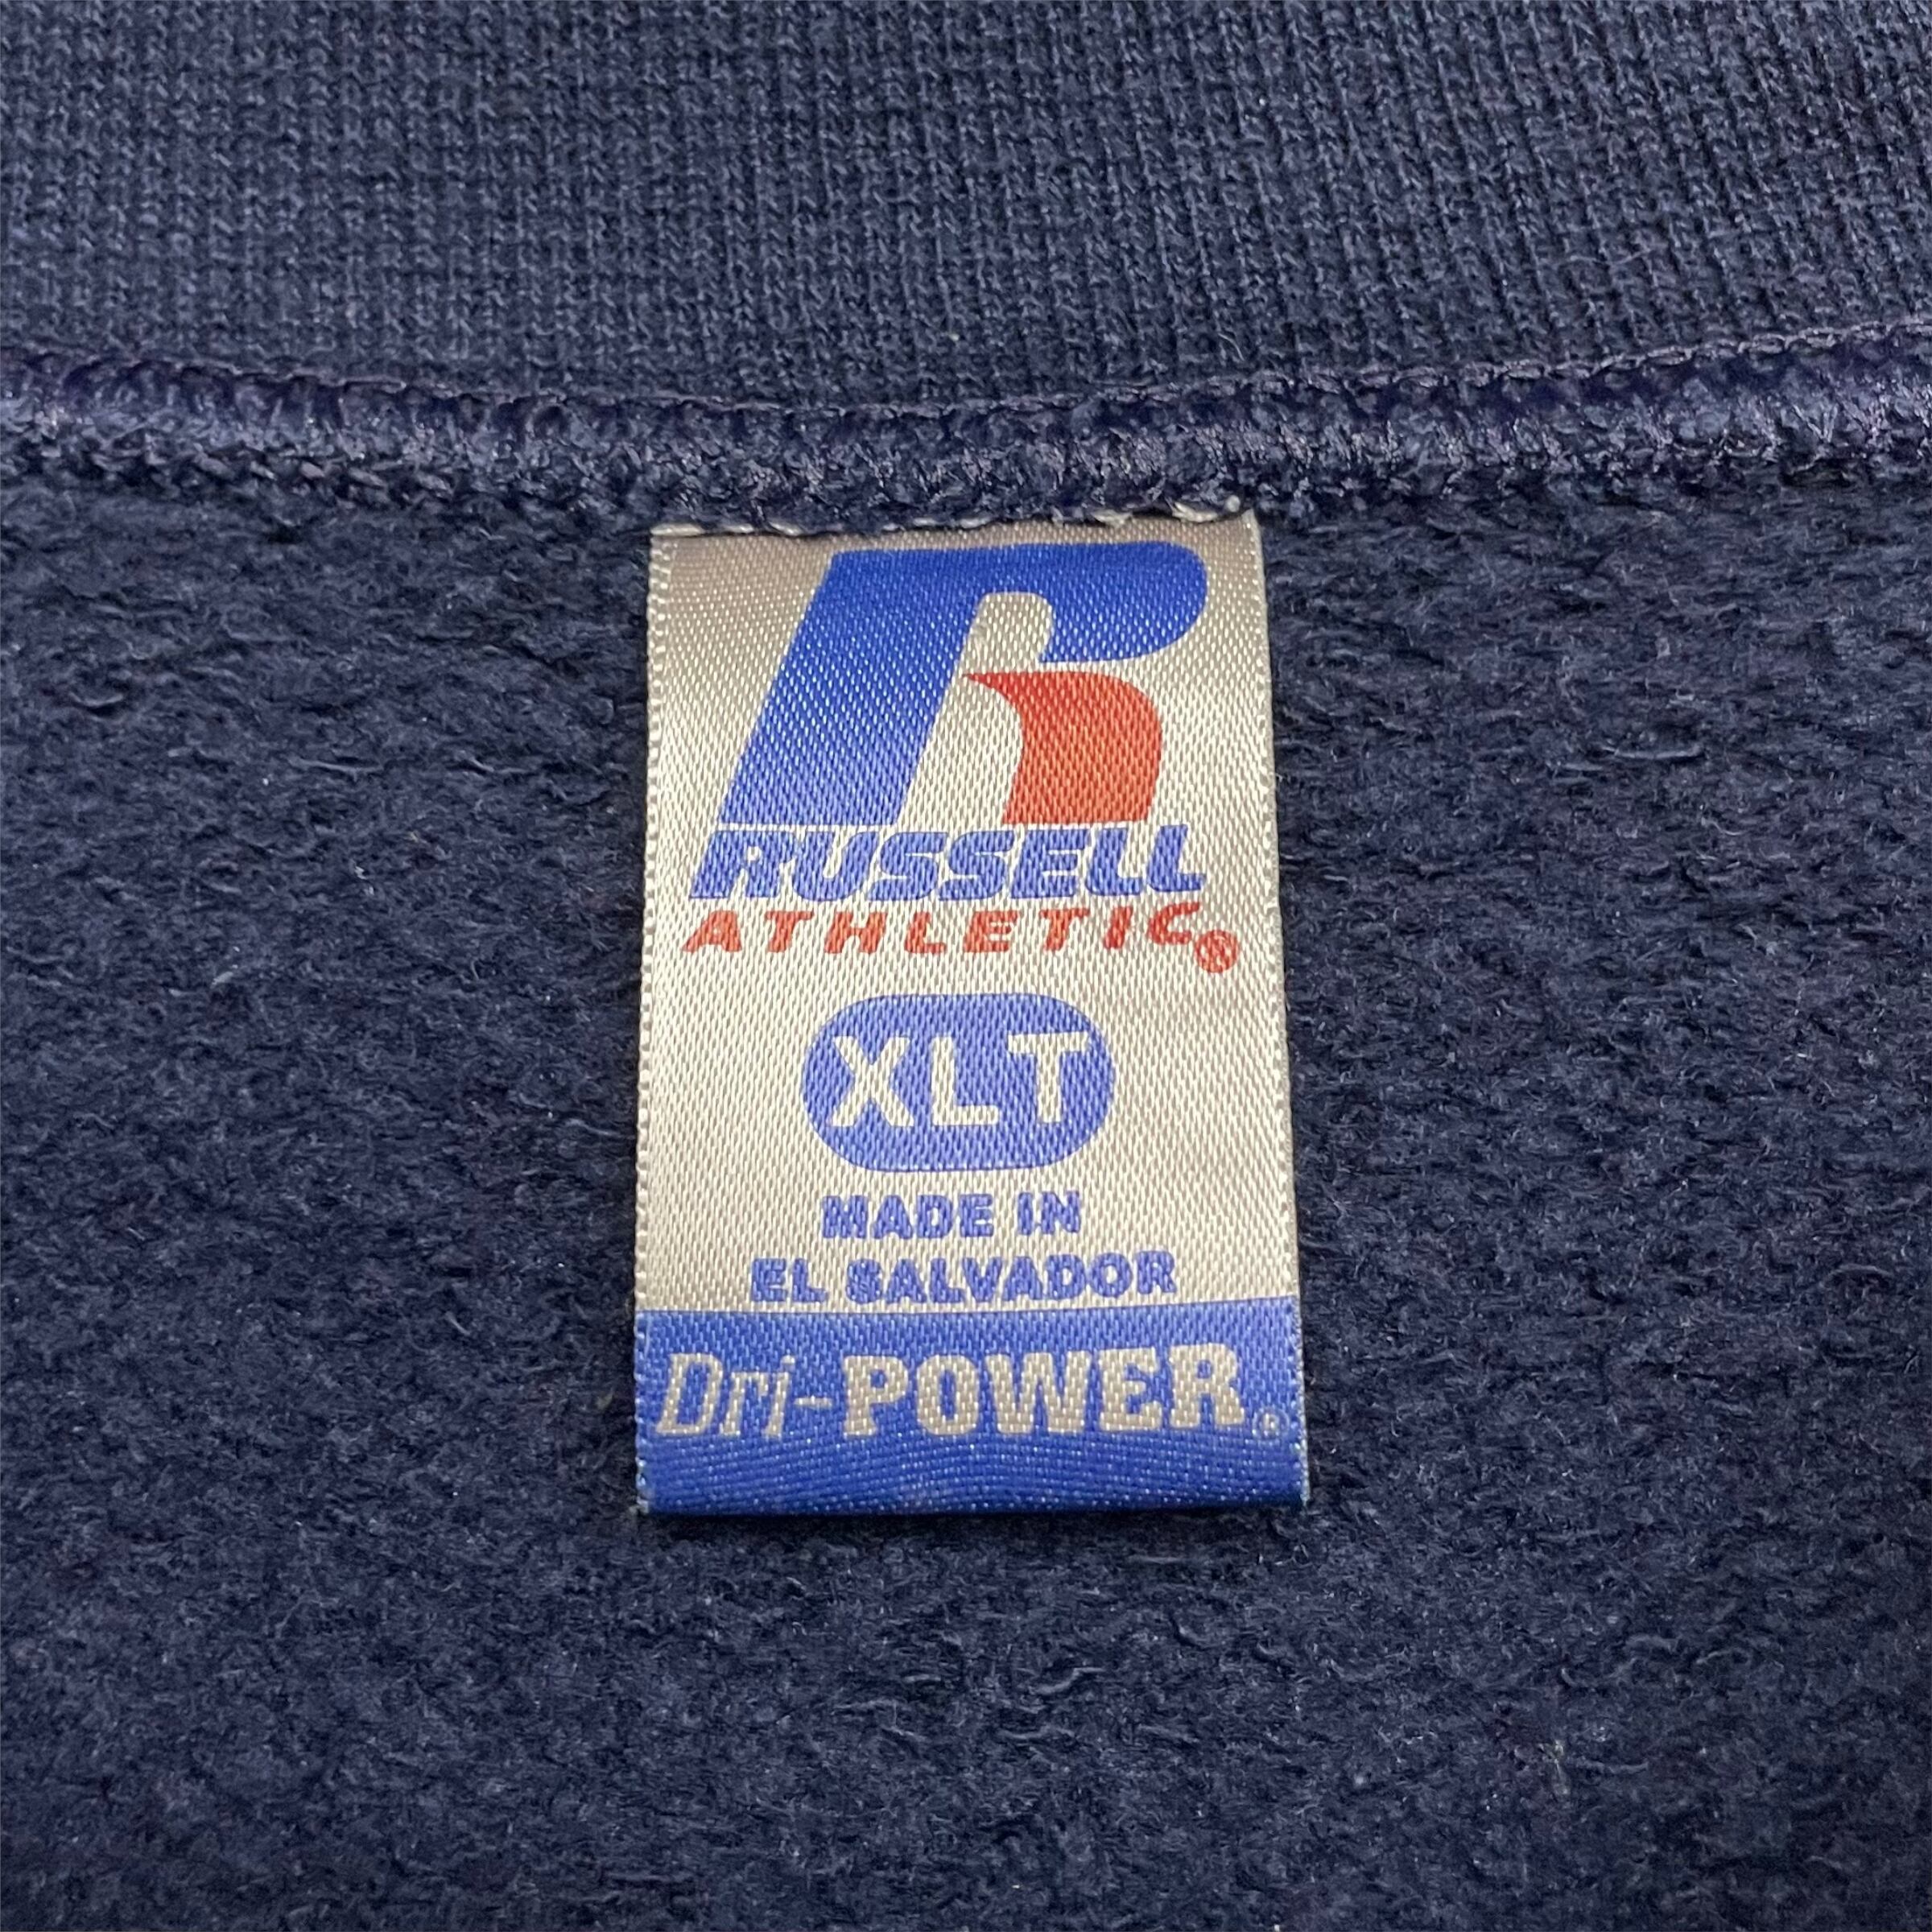 RUSSELL
ATHLETIC®
XLT
MADE IN
EL SALVADOR
Dri-POWER®